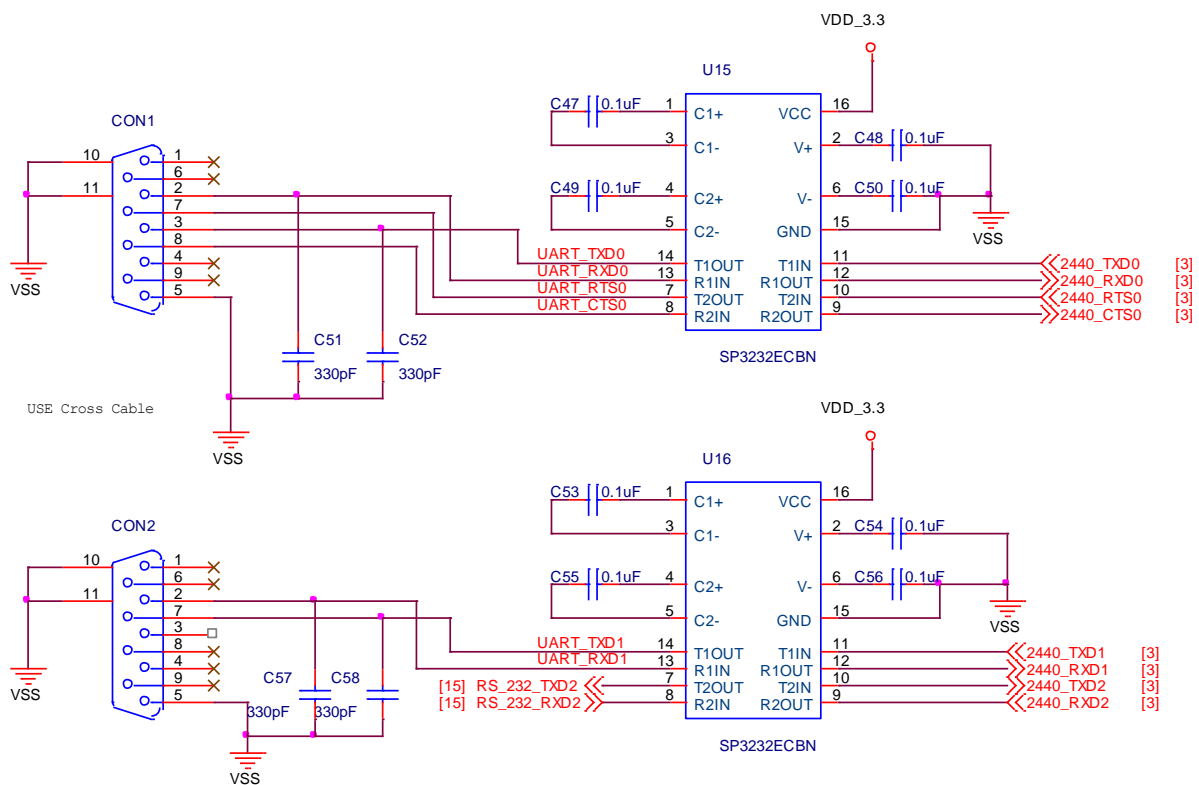 VDD_3.3
U15
C47 0.1uF 1 C1+ VCC 16
CON1
3 C1- V+ 2 C48 0.1uF
10 1
6
11 2 C49 0.1uF 4 C2+ V- 6 C50 0.1uF
7
3 5 C2- GND 15
VSS
8
UART_TXD0 14 T1OUT T1IN 11 2440_TXD0 [3]
4
UART_RXD0 13 R1IN R1OUT 12 2440_RXD0 [3]
9
VSS
UART_RTS0 7 T2OUT T2IN 10 2440_RTS0 [3]
5
UART_CTS0 8 R2IN R2OUT 9 2440_CTS0 [3]
C51 C52
SP3232ECBN
330pF 330pF
USE Cross Cable
VDD_3.3
VSS
U16
C53 0.1uF 1 C1+ VCC 16
CON2
3 C1- V+ 2 C54 0.1uF
10 1
6 C55 0.1uF 4 C2+ V- 6 C56 0.1uF
11 2
7 5 C2- GND 15
VSS
3
8 UART_TXD1 14 T1OUT T1IN 11 2440_TXD1 [3]
4 UART_RXD1 13 R1IN R1OUT 12 2440_RXD1 [3]
9 C57 C58 [15] RS_232_TXD2 7 T2OUT T2IN 10 2440_TXD2 [3]
VSS
5 [15] RS_232_RXD2 8 R2IN R2OUT 9 2440_RXD2 [3]
330pF 330pF
SP3232ECBN
VSS